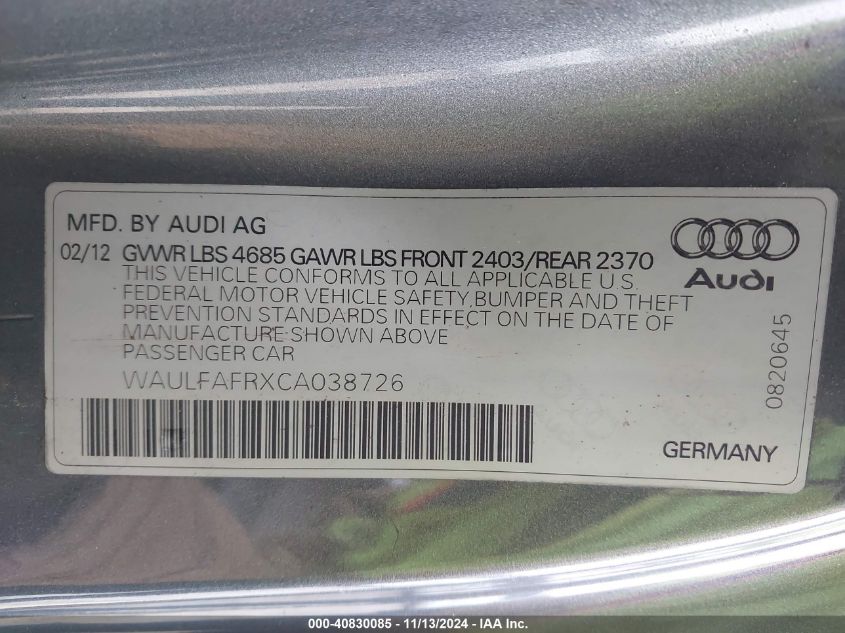 MFD. BY AUDI AG
02/12 GVWR LBS 4685 GAWR LBS FRONT 2403/REAR 2370
THIS VEHICLE CONFORMS TO ALL APPLICABLE U.S.
FEDERAL MOTOR VEHICLE SAFETY, BUMPER AND THEFT
PREVENTION STANDARDS IN EFFECT ON THE DATE OF
MANUFACTURE SHOWN ABOVE
PASSENGER CAR
WAULFAFRXCA038726
Audi
0820645
GERMANY
000-40830085 - 11/13/2024 - IAA Inc.